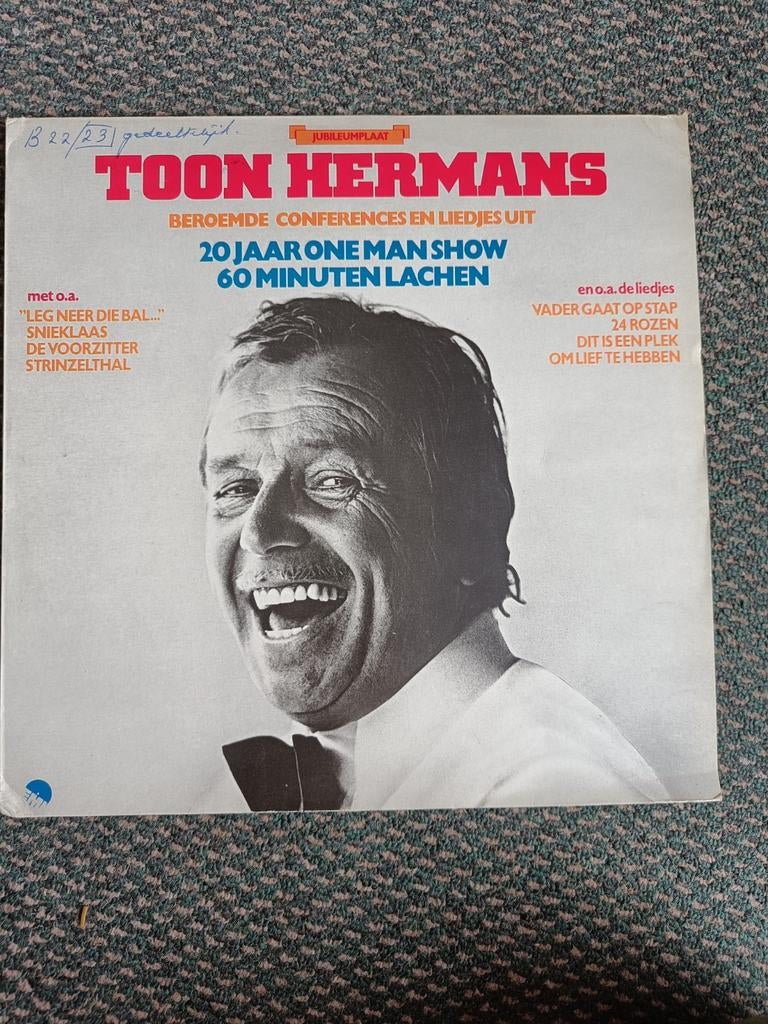 B 22/23 gedeeltelijk.
JUBILEUMPLAAT
TOON HERMANS
BEROEMDE CONFERENCES EN LIEDJES UIT
20 JAAR ONE MAN SHOW
60 MINUTEN LACHEN
met o.a.
"LEG NEER DIE BAL..."
SNIEKLAAS
DE VOORZITTER
STRINZELTHAL
en o.a. de liedjes
VADER GAAT OP STAP
24 ROZEN
DIT IS EEN PLEK
OM LIEF TE HEBBEN
EMI